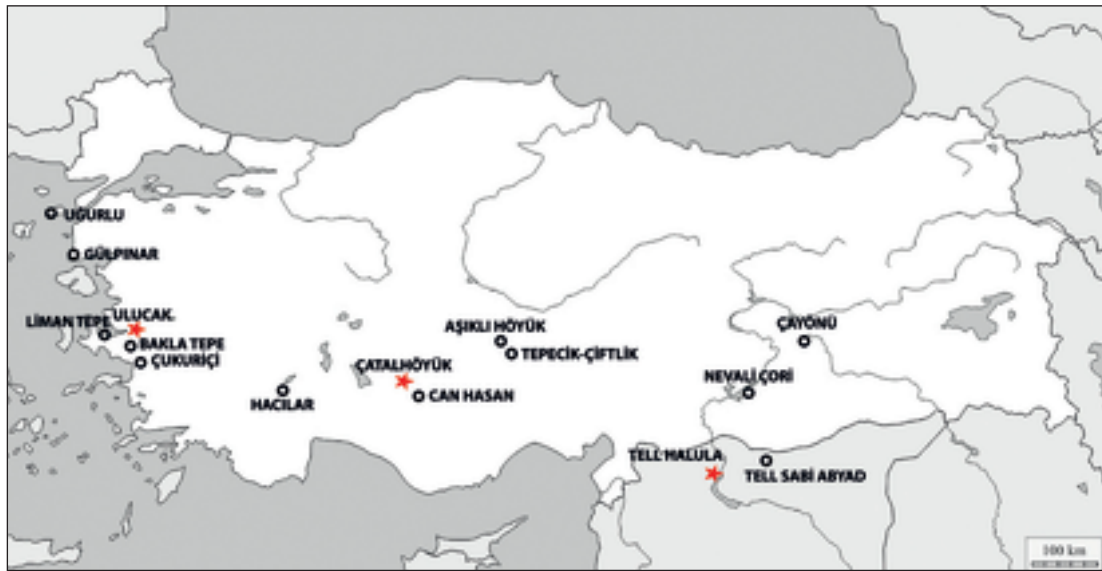 UĞURLU
GÜLPINAR
ULUCAK
LİMAN TEPE
BAKLA TEPE
ÇUKURİÇİ
HACILAR
AŞIKLI HÖYÜK
TEPECİK-ÇİFTLİK
ÇATALHÖYÜK
CAN HASAN
ÇAYÖNÜ
NEVALİ ÇORİ
TELL HALULA
TELL SABİ ABYAD
100 km